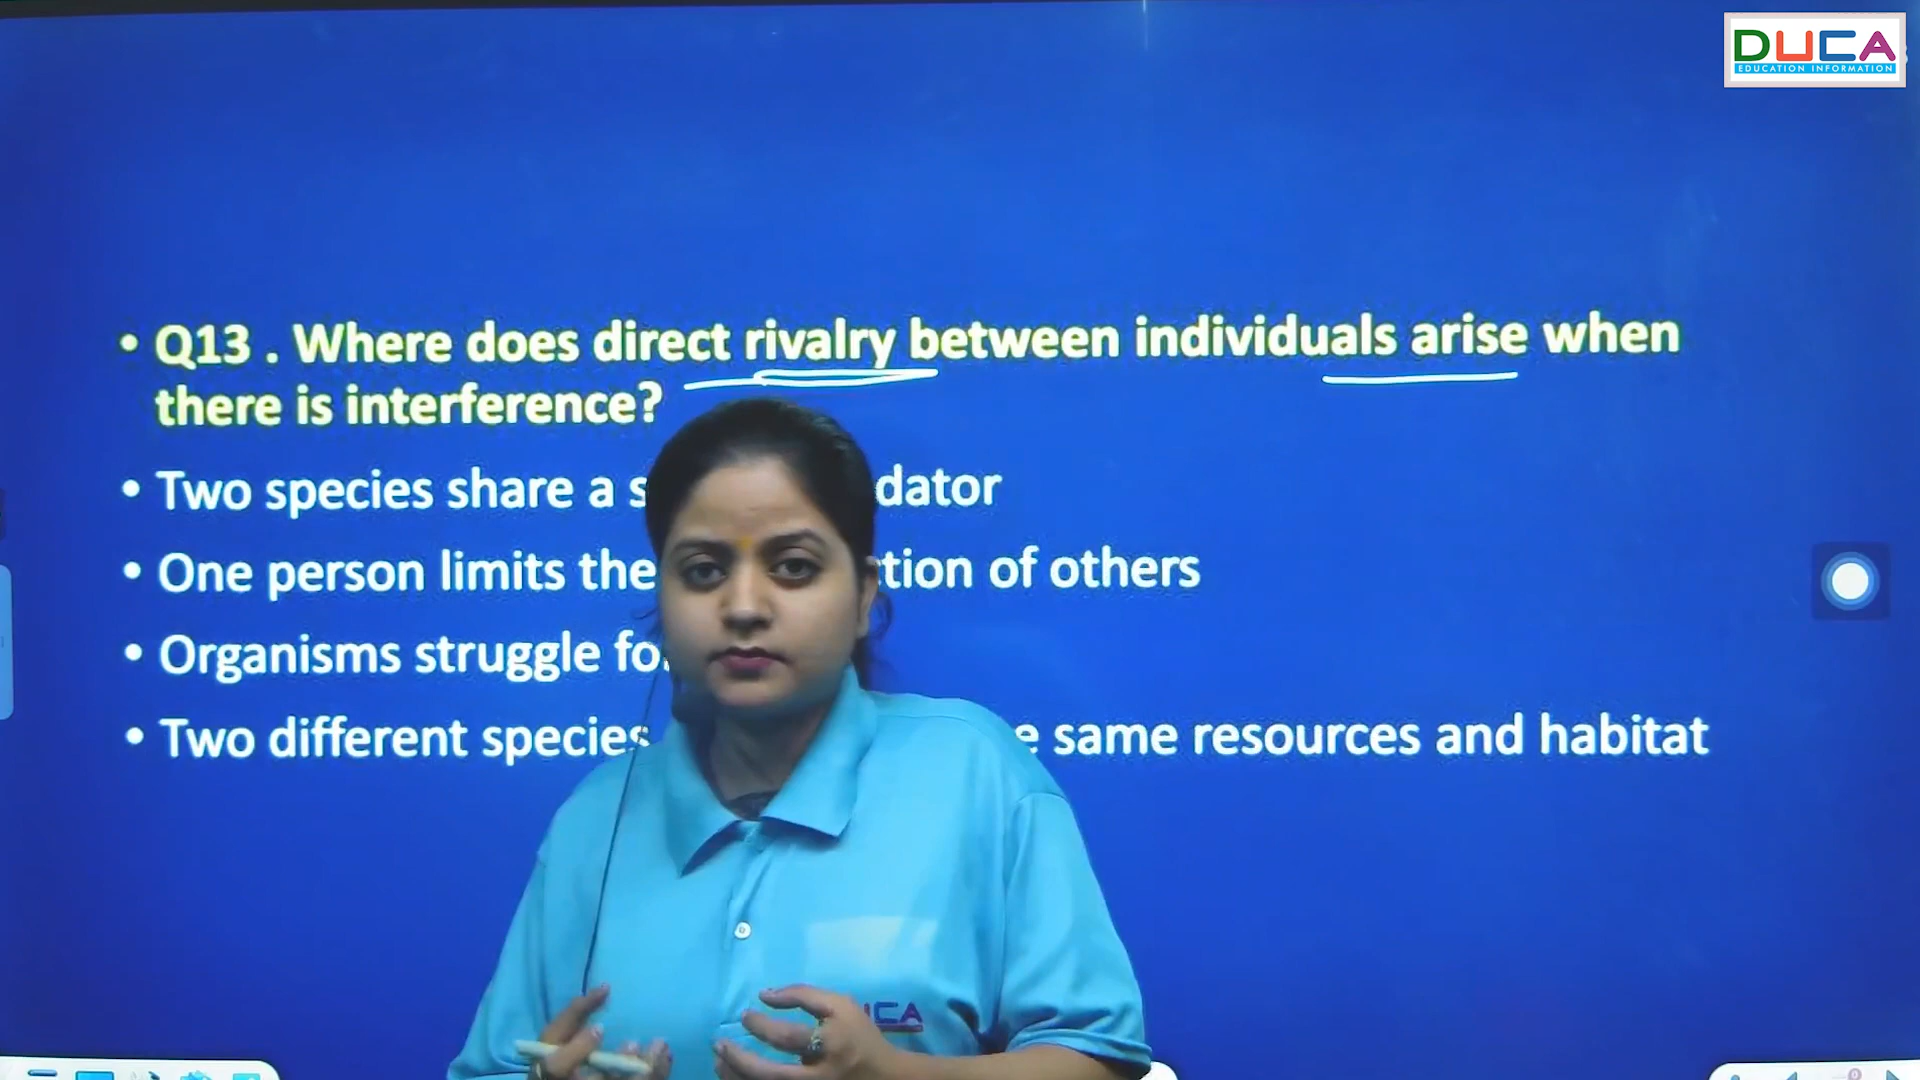 DUCA
EDUCATION INFORMATION
• Q13 . Where does direct rivalry between individuals arise when
there is interference?
• Two species share a dator
• One person limits the tion of others
• Organisms struggle
• Two different species same resources and habitat
UCA